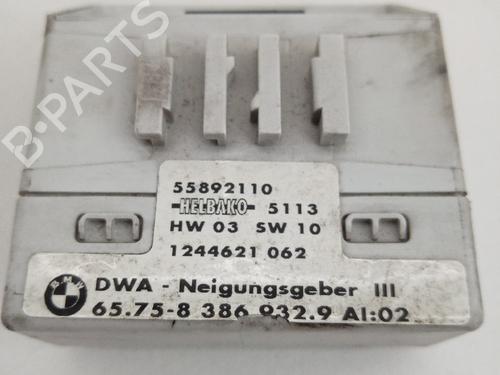 55892110
HELBAKO 5113
HW 03 SW 10
1244621 062
BMW
DWA - Neigungsgeber III
65.75-8 386 932.9 AI:02
B-PARTS